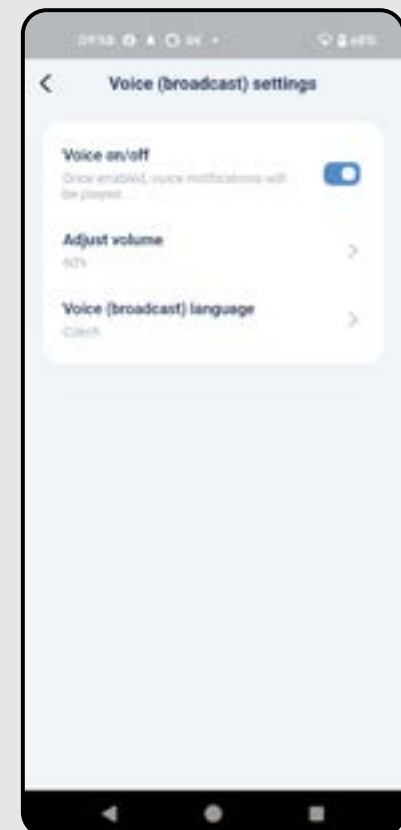 Voice (broadcast) settings
Voice on/off
Once enabled, voice notifications will
be played
Adjust volume
60%
Voice (broadcast) language
Czech